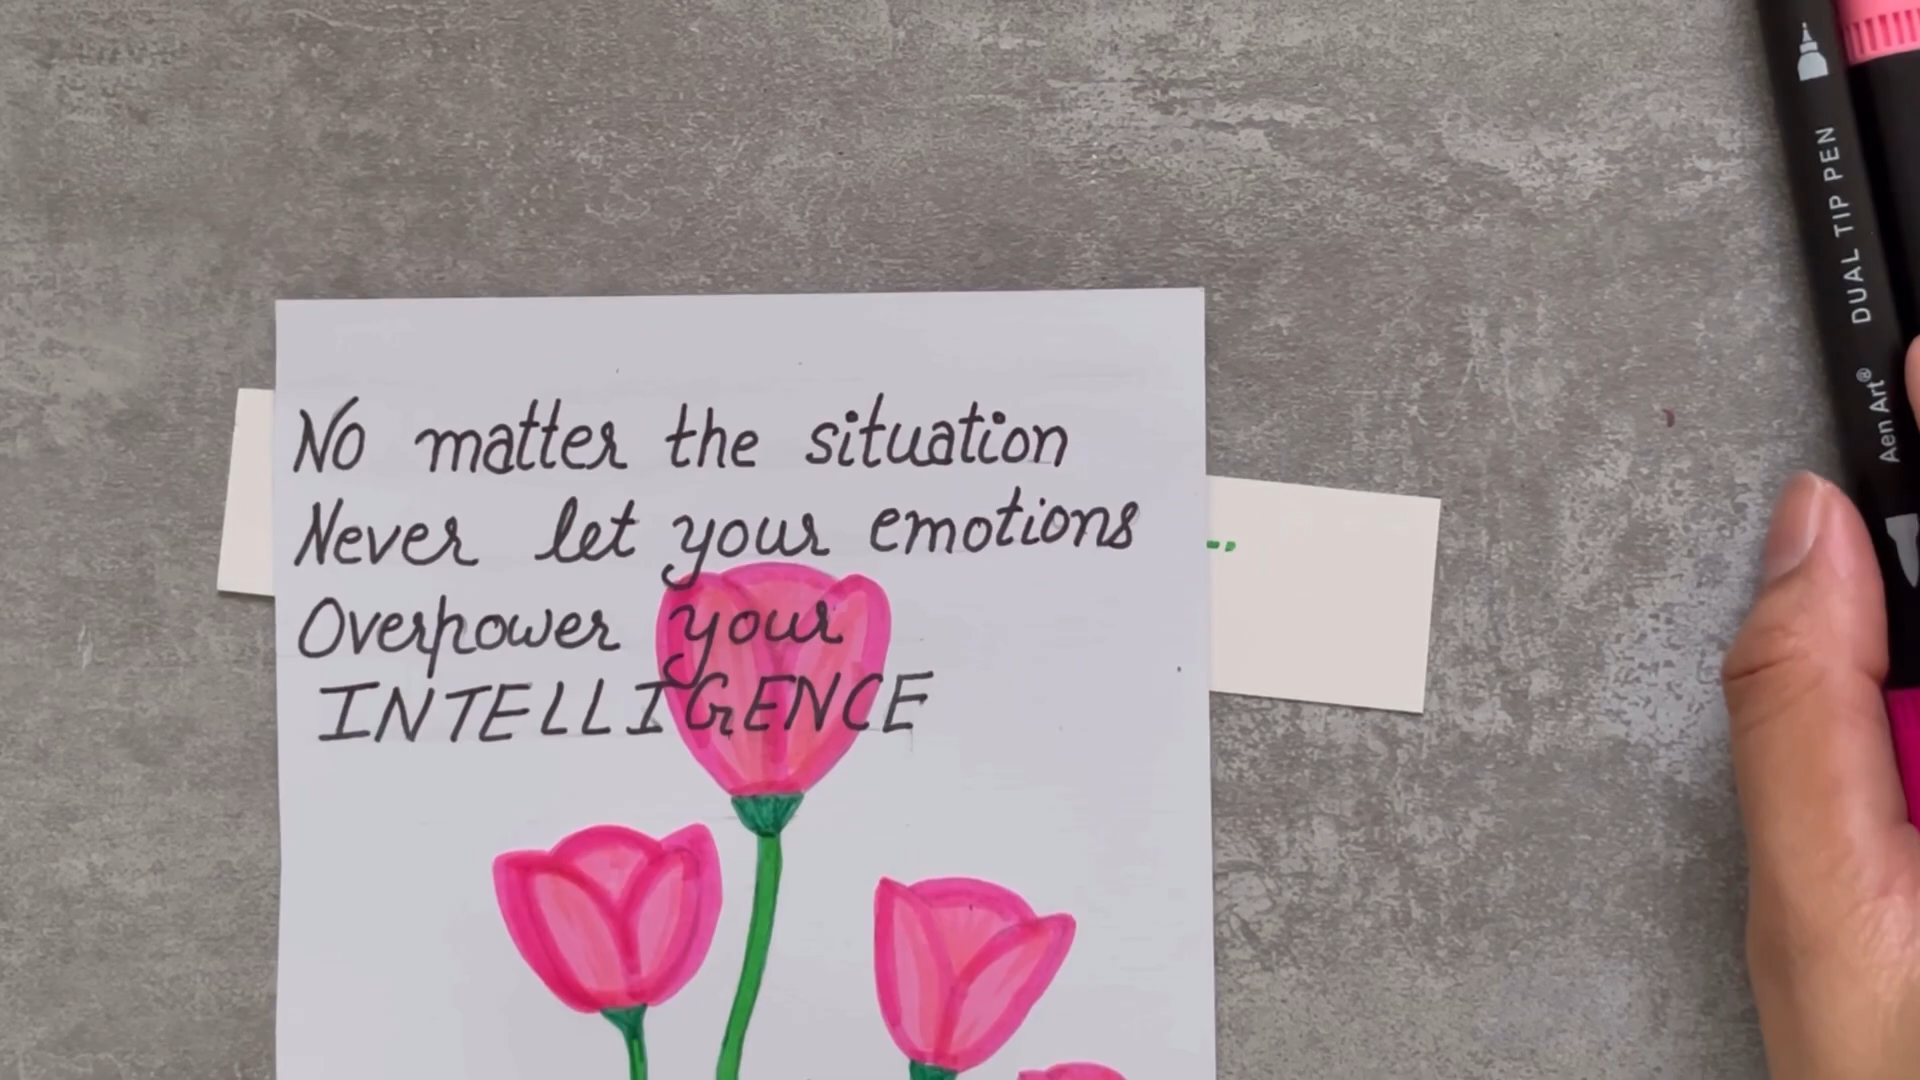 No matter the situation
Never let your emotions
Overpower your
INTELLIGENCE
Aen Art® DUAL TIP PEN